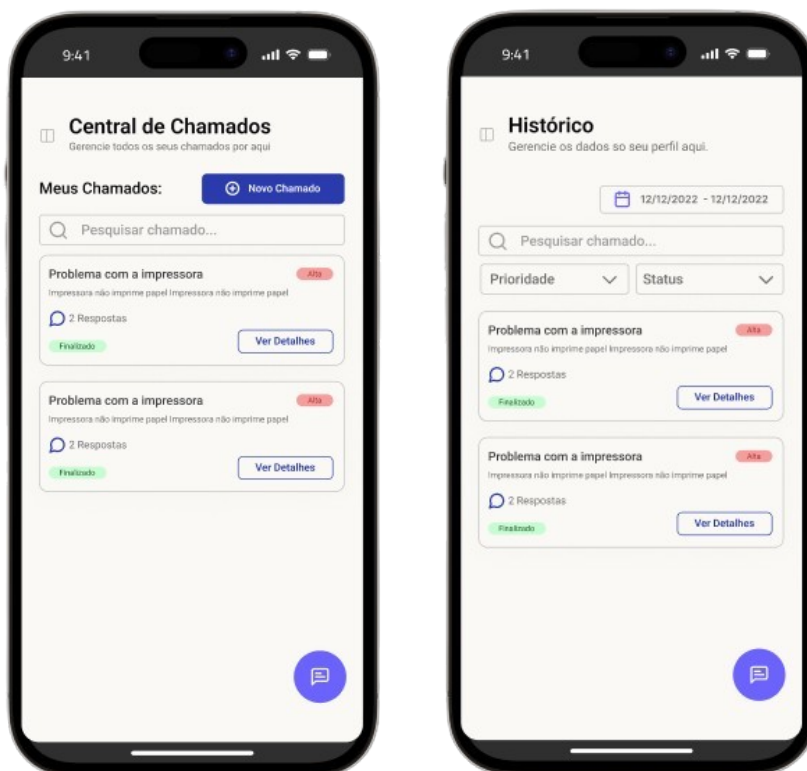 9:41
Central de Chamados
Gerencie todos os seus chamados por aqui
Meus Chamados:
Novo Chamado
Pesquisar chamado...
Problema com a impressora
Alta
Impressora não imprime papel Impressora não imprime papel
2 Respostas
Finalizado
Ver Detalhes
Problema com a impressora
Alta
Impressora não imprime papel Impressora não imprime papel
2 Respostas
Finalizado
Ver Detalhes
9:41
Histórico
Gerencie os dados so seu perfil aqui.
12/12/2022 - 12/12/2022
Pesquisar chamado...
Prioridade
Status
Problema com a impressora
Alta
Impressora não imprime papel Impressora não imprime papel
2 Respostas
Finalizado
Ver Detalhes
Problema com a impressora
Alta
Impressora não imprime papel Impressora não imprime papel
2 Respostas
Finalizado
Ver Detalhes